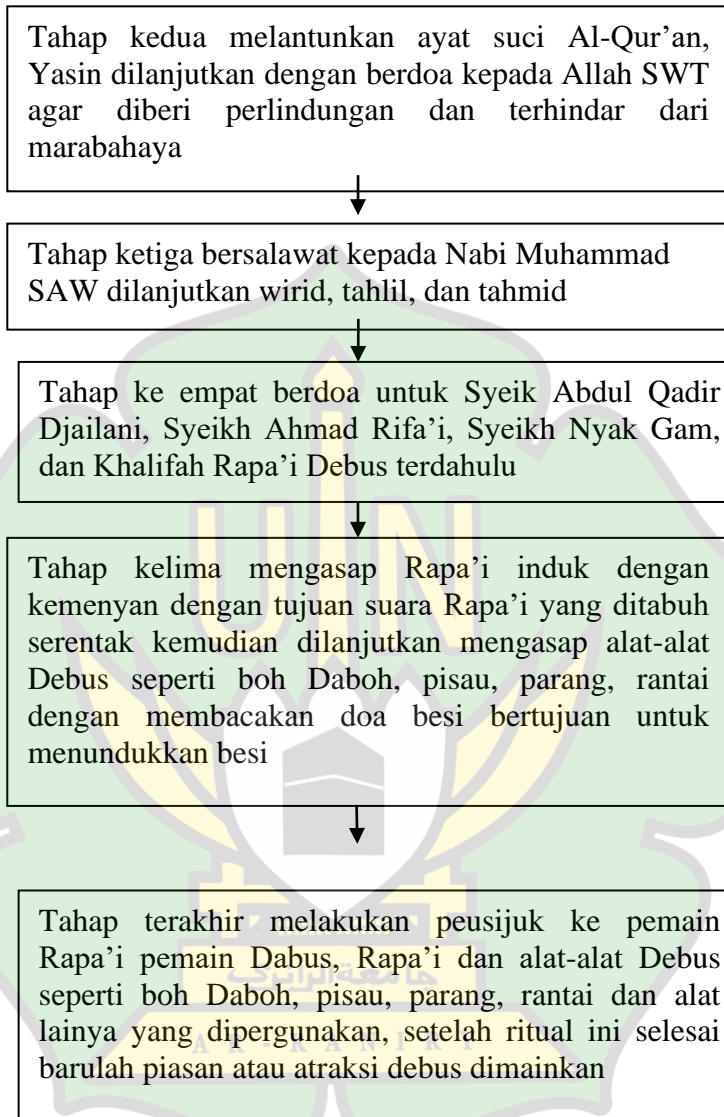 Tahap kedua melantunkan ayat suci Al-Qur’an,
Yasin dilanjutkan dengan berdoa kepada Allah SWT
agar diberi perlindungan dan terhindar dari
marabahaya
Tahap ketiga bersalawat kepada Nabi Muhammad
SAW dilanjutkan wirid, tahlil, dan tahmid
Tahap ke empat berdoa untuk Syeik Abdul Qadir
Djailani, Syeikh Ahmad Rifa’i, Syeikh Nyak Gam,
dan Khalifah Rapa’i Debus terdahulu
UIN
Tahap kelima mengasap Rapa’i induk dengan
kemenyan dengan tujuan suara Rapa’i yang ditabuh
serentak kemudian dilanjutkan mengasap alat-alat
Debus seperti boh Daboh, pisau, parang, rantai
dengan membacakan doa besi bertujuan untuk
menundukkan besi
Tahap terakhir melakukan peusijuk ke pemain
Rapa’i pemain Dabus, Rapa’i dan alat-alat Debus
جامعة الرانري
seperti boh Daboh, pisau, parang, rantai dan alat
lainya yang dipergunakan, setelah ritual ini selesai
AR-RANIRY
barulah piasan atau atraksi debus dimainkan